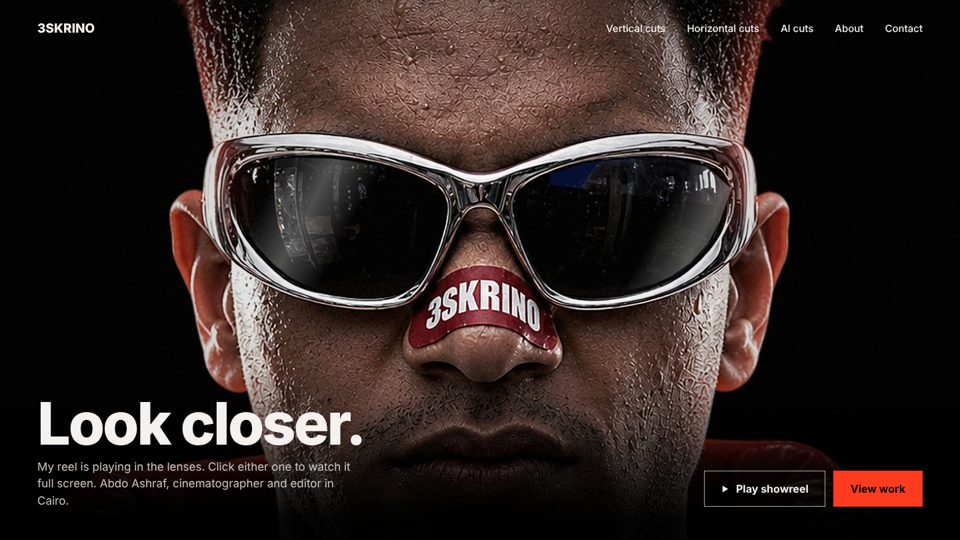 3SKRINO
Vertical cuts Horizontal cuts AI cuts About Contact
3SKRINO
Look closer.
My reel is playing in the lenses. Click either one to watch it
full screen. Abdo Ashraf, cinematographer and editor in
Cairo.
Play showreel
View work